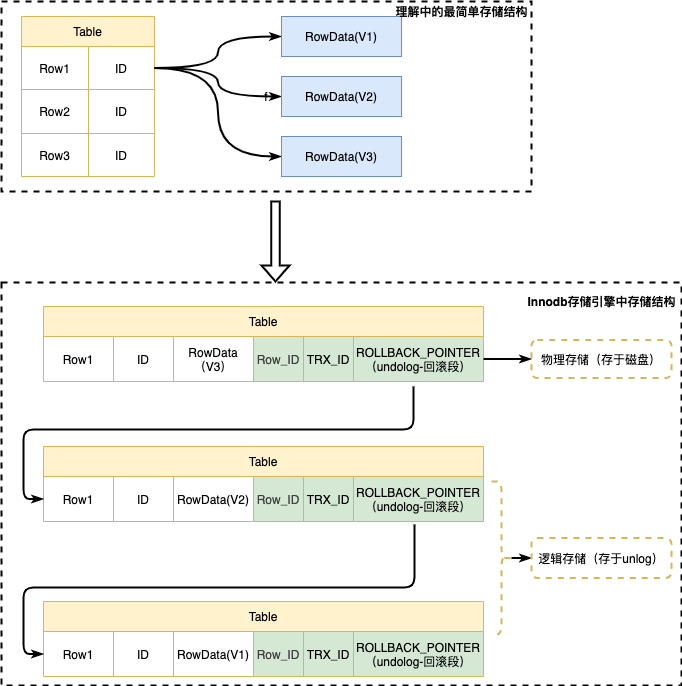 理解中的最简单存储结构
Table
RowData(V1)
Row1 ID
f
RowData(V2)
Row2 ID
Row3 ID
RowData(V3)
Innodb存储引擎中存储结构
Table
Row1 ID RowData
(V3) Row_ID TRX_ID ROLLBACK_POINTER
(undolog-回滚段)
物理存储（存于磁盘）
Table
Row1 ID RowData(V2) Row_ID TRX_ID ROLLBACK_POINTER
(undolog-回滚段)
逻辑存储（存于unlog）
Table
Row1 ID RowData(V1) Row_ID TRX_ID ROLLBACK_POINTER
(undolog-回滚段)